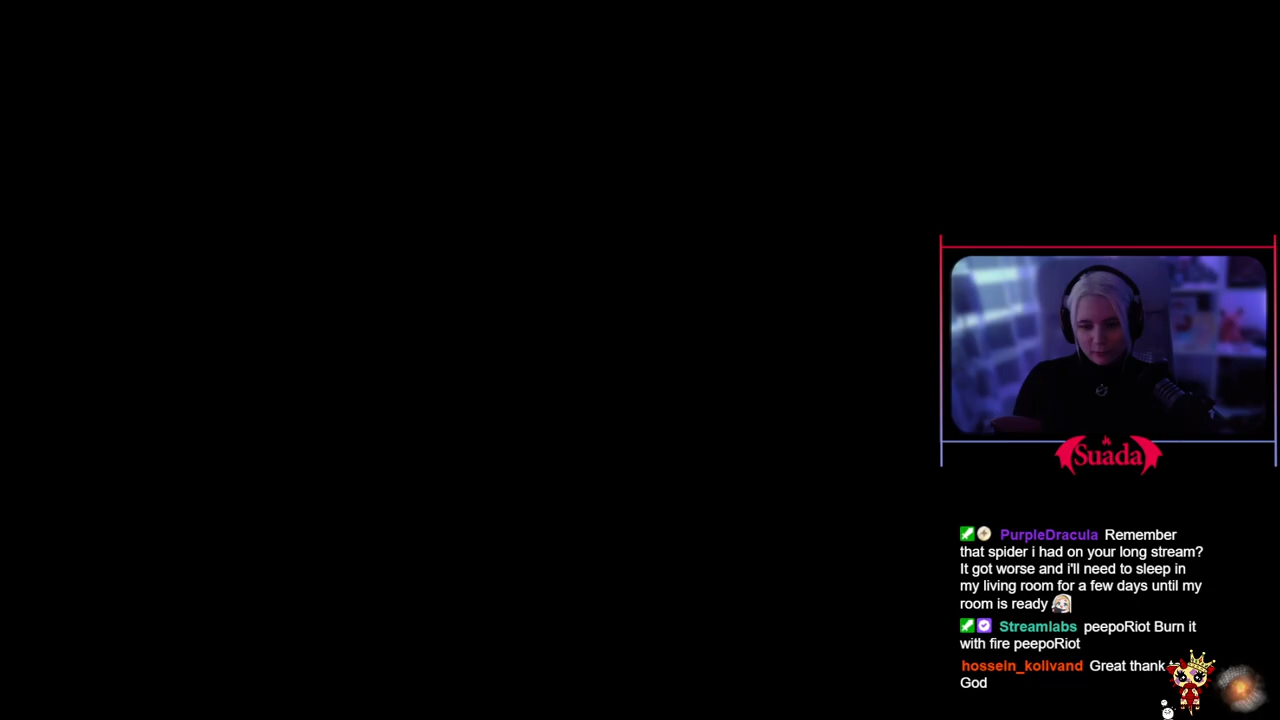 Suada
PurpleDracula Remember
that spider i had on your long stream?
It got worse and i'll need to sleep in
my living room for a few days until my
room is ready
Streamlabs peepoRiot Burn it
with fire peepoRiot
hosseln_kollvand Great thank
God